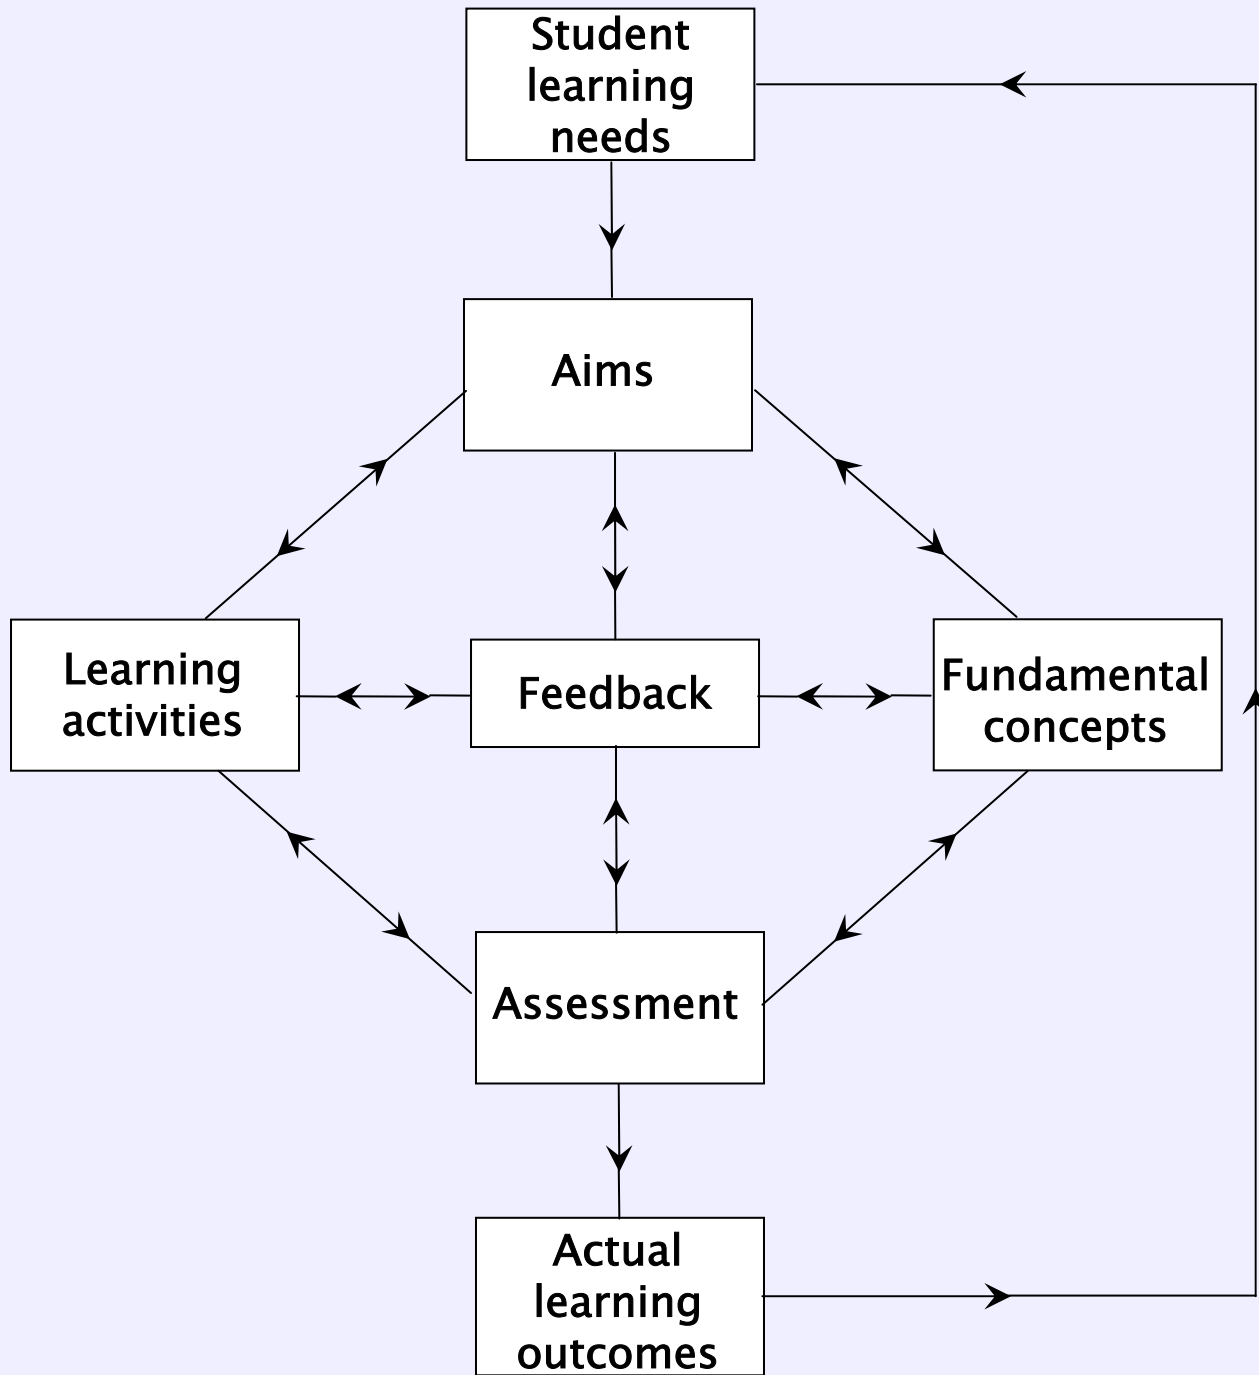 Student
learning
needs
Aims
Learning
activities
Feedback
Fundamental
concepts
Assessment
Actual
learning
outcomes